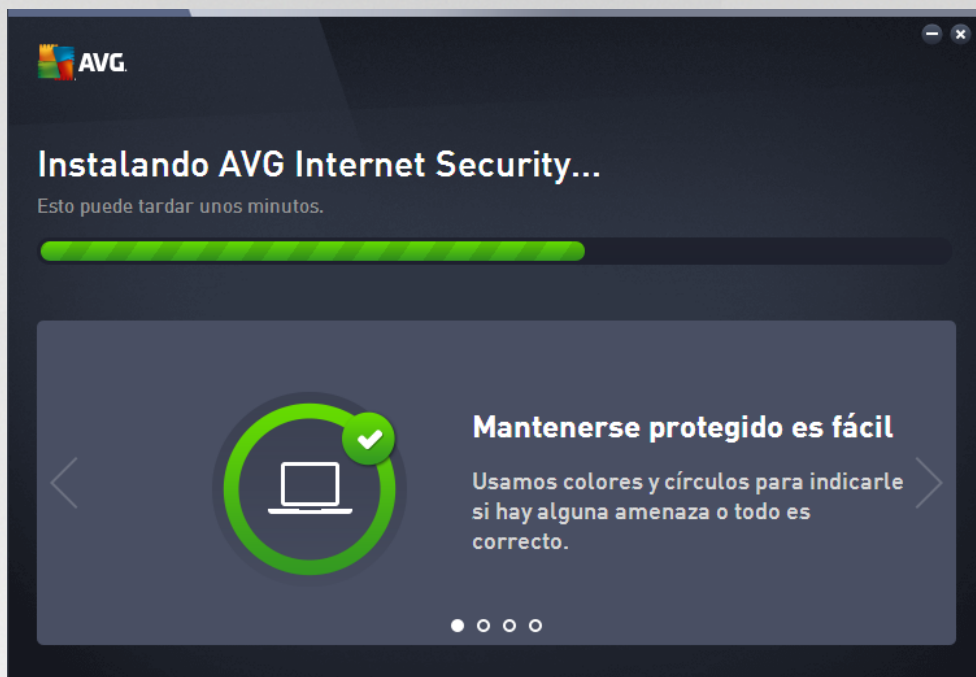 AVG.
Instalando AVG Internet Security...
Esto puede tardar unos minutos.
Mantenerse protegido es fácil
Usamos colores y círculos para indicarle
si hay alguna amenaza o todo es
correcto.